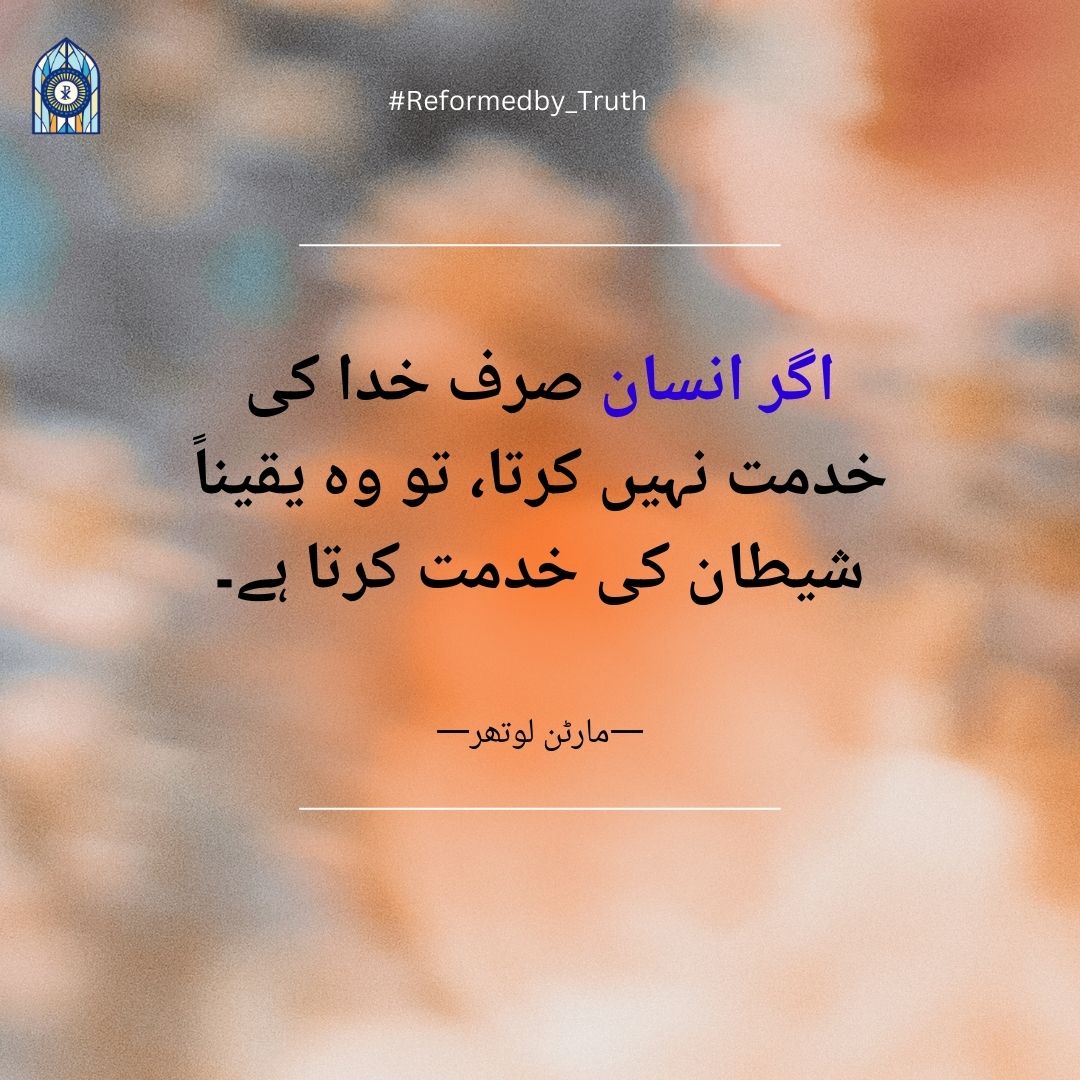 #Reformedby_Truth
اگر انسان صرف خدا کی
خدمت نہیں کرتا، تو وہ یقیناً
شیطان کی خدمت کرتا ہے۔
—مارٹن لوتھر—